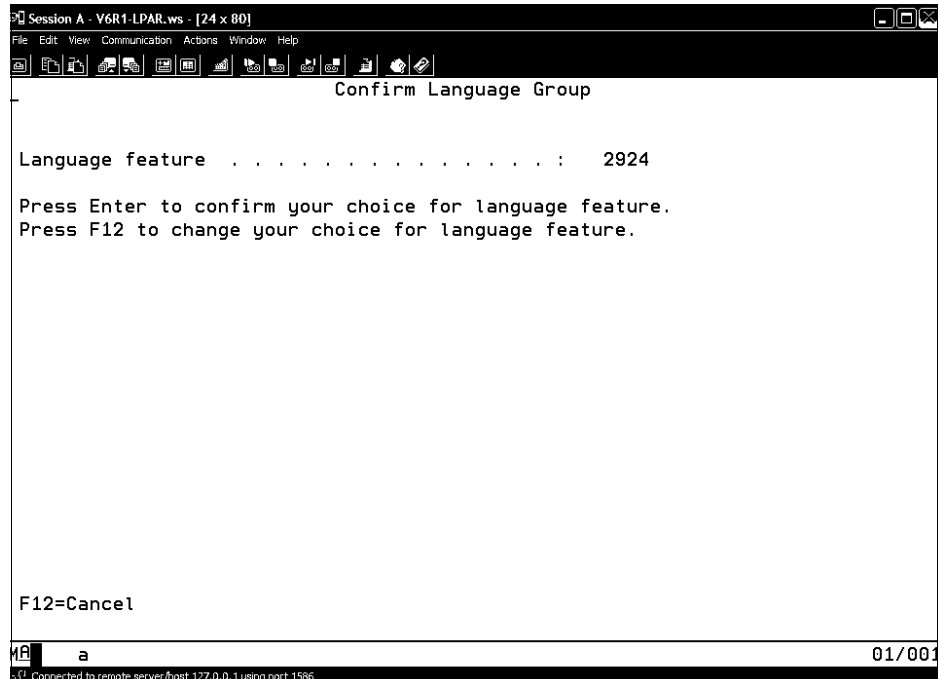 Session A - V6R1-LPAR.ws - [24 x 80]
File Edit View Communication Actions Window Help
Confirm Language Group
Language feature . . . . . . . . . . . . . . . : 2924
Press Enter to confirm your choice for language feature.
Press F12 to change your choice for language feature.
F12=Cancel
MA a 01/001
Connected to remote server/host 127.0.0.1 using port 1586